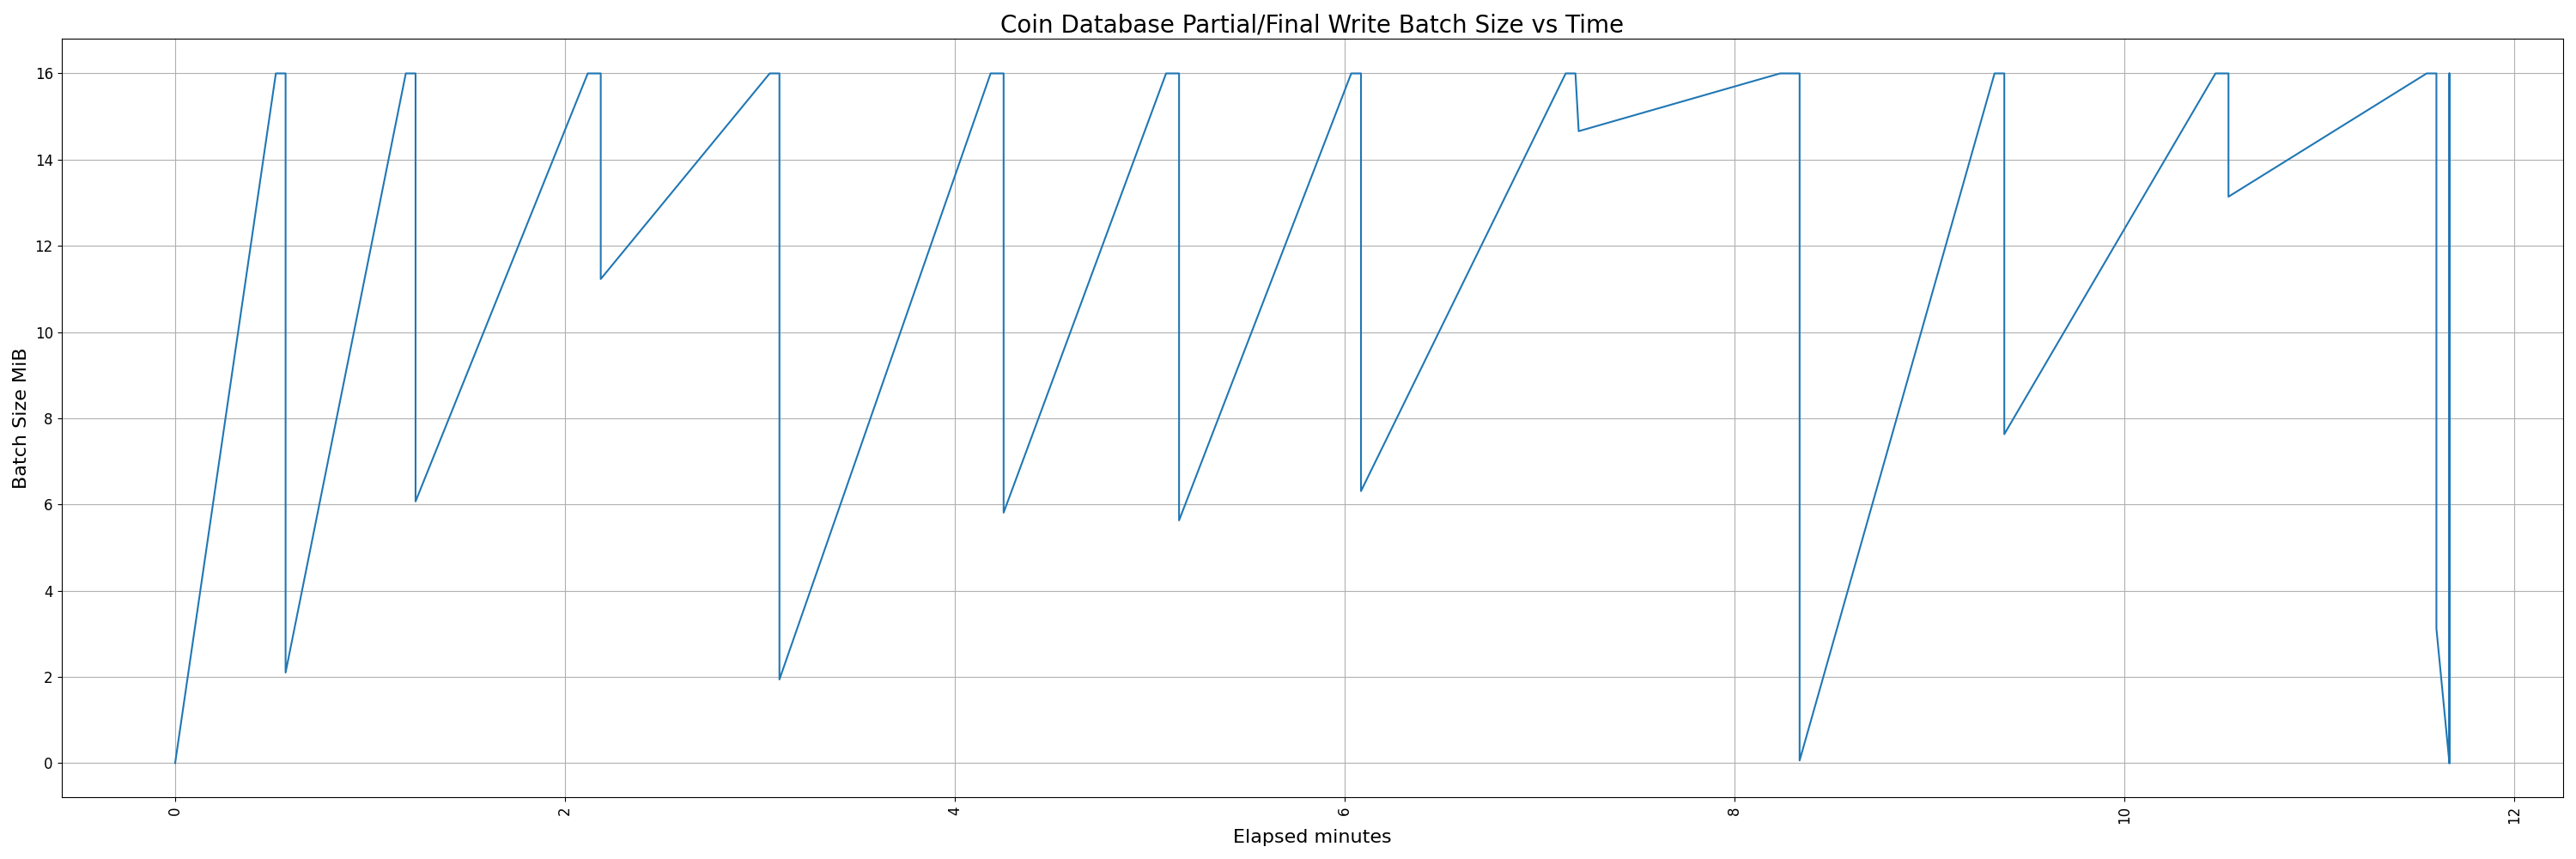 Coin Database Partial/Final Write Batch Size vs Time
Batch Size MiB
16
14
12
10
8
6
4
2
0
0 2 4 6 8 10 12
Elapsed minutes